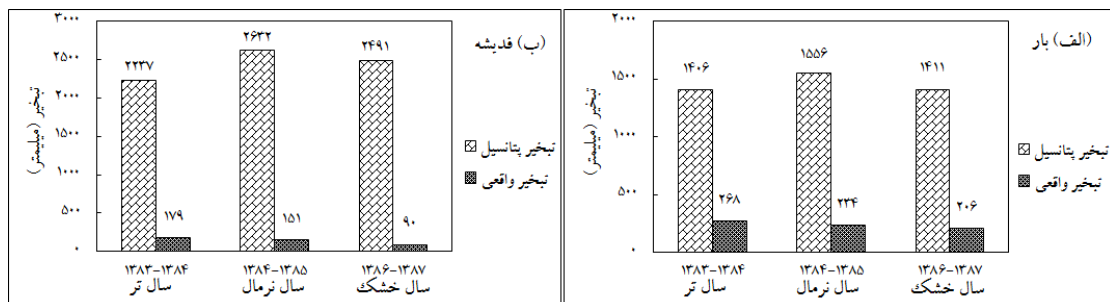 (الف) بار
تبخیر (میلیمتر)
۲۰۰۰
۱۵۰۰
۱۰۰۰
۵۰۰
۰
۱۴۰۶
۱۵۵۶
۱۴۱۱
۲۶۸
۲۳۴
۲۰۶
تبخیر پتانسیل
تبخیر واقعی
۱۳۸۳-۱۳۸۴
سال تر
۱۳۸۴-۱۳۸۵
سال نرمال
۱۳۸۶-۱۳۸۷
سال خشک
(ب) فدیشه
تبخیر (میلیمتر)
۳۰۰۰
۲۵۰۰
۲۰۰۰
۱۵۰۰
۱۰۰۰
۵۰۰
۰
۲۲۳۷
۲۶۳۲
۲۴۹۱
۱۷۹
۱۵۱
۹۰
تبخیر پتانسیل
تبخیر واقعی
۱۳۸۳-۱۳۸۴
سال تر
۱۳۸۴-۱۳۸۵
سال نرمال
۱۳۸۶-۱۳۸۷
سال خشک